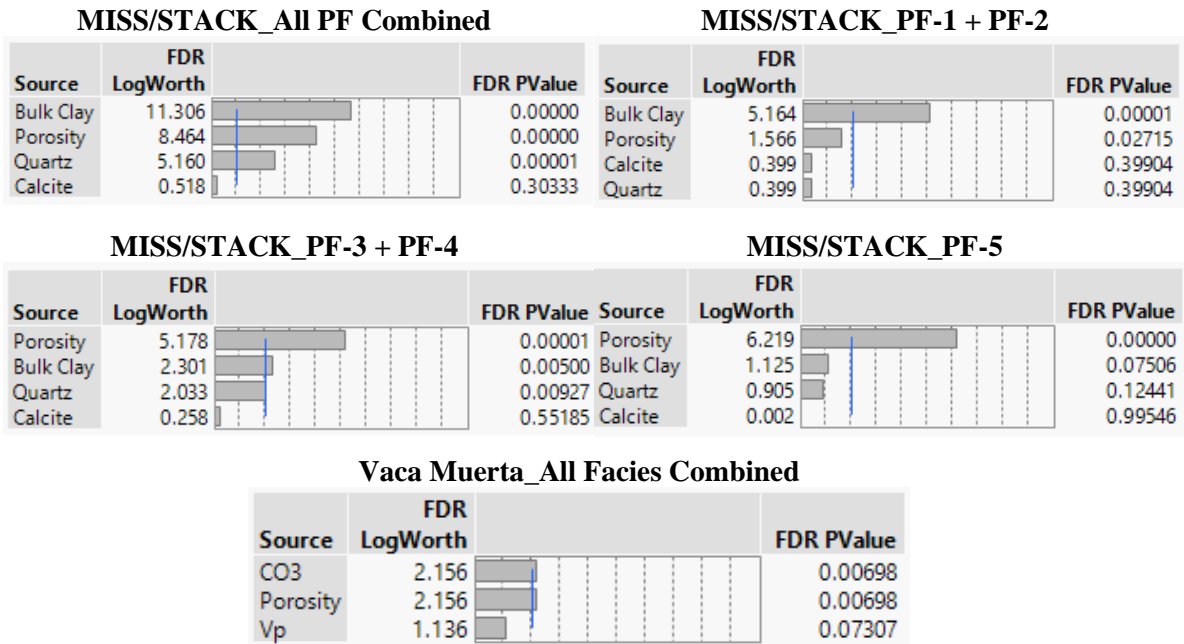 MISS/STACK_All PF Combined
FDR
Source LogWorth FDR PValue
Bulk Clay 11.306 0.00000
Porosity 8.464 0.00000
Quartz 5.160 0.00001
Calcite 0.518 0.30333
MISS/STACK_PF-1 + PF-2
FDR
Source LogWorth FDR PValue
Bulk Clay 5.164 0.00001
Porosity 1.566 0.02715
Calcite 0.399 0.39904
Quartz 0.399 0.39904
MISS/STACK_PF-3 + PF-4
FDR
Source LogWorth FDR PValue
Porosity 5.178 0.00001
Bulk Clay 2.301 0.00500
Quartz 2.033 0.00927
Calcite 0.258 0.55185
MISS/STACK_PF-5
FDR
Source LogWorth FDR PValue
Porosity 6.219 0.00000
Bulk Clay 1.125 0.07506
Quartz 0.905 0.12441
Calcite 0.002 0.99546
Vaca Muerta_All Facies Combined
FDR
Source LogWorth FDR PValue
CO3 2.156 0.00698
Porosity 2.156 0.00698
Vp 1.136 0.07307